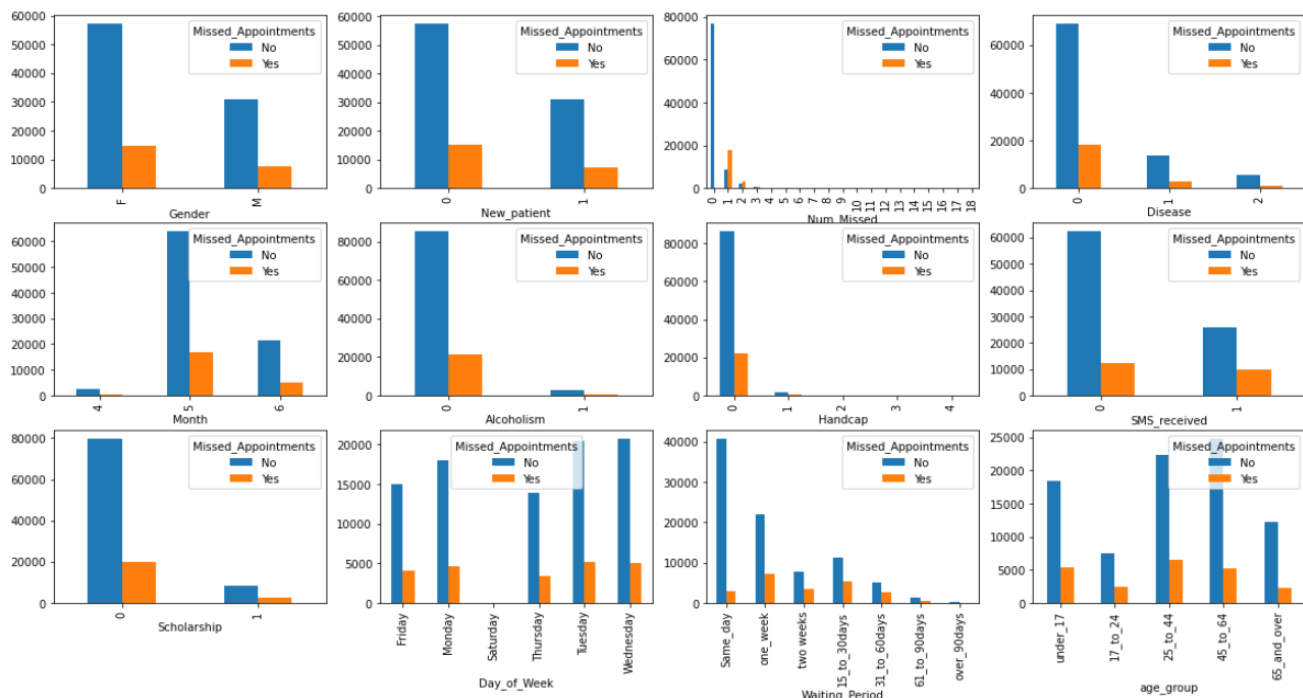 60000
50000
40000
30000
20000
10000
0
Missed_Appointments
No
Yes
F
M
Gender
60000
50000
40000
30000
20000
10000
0
Missed_Appointments
No
Yes
0
1
New_patient
80000
60000
40000
20000
0
Missed_Appointments
No
Yes
0
1
2
3
4
5
6
7
8
9
10
11
12
13
14
15
16
17
18
Num_Missed
60000
40000
20000
0
Missed_Appointments
No
Yes
0
1
2
Disease
60000
50000
40000
30000
20000
10000
0
Missed_Appointments
No
Yes
4
5
6
Month
80000
60000
40000
20000
0
Missed_Appointments
No
Yes
0
1
Alcoholism
80000
60000
40000
20000
0
Missed_Appointments
No
Yes
0
1
2
3
4
Handcap
60000
50000
40000
30000
20000
10000
0
Missed_Appointments
No
Yes
0
1
SMS_received
80000
60000
40000
20000
0
Missed_Appointments
No
Yes
0
1
Scholarship
20000
15000
10000
5000
0
Missed_Appointments
No
Yes
Friday
Monday
Saturday
Thursday
Tuesday
Wednesday
Day_of_Week
40000
30000
20000
10000
0
Missed_Appointments
No
Yes
Same_day
one_week
two weeks
15_to_30days
31_to_60days
61_to_90days
over_90days
Waiting_Period
25000
20000
15000
10000
5000
0
Missed_Appointments
No
Yes
under_17
17_to_24
25_to_44
45_to_64
65_and_over
age_group